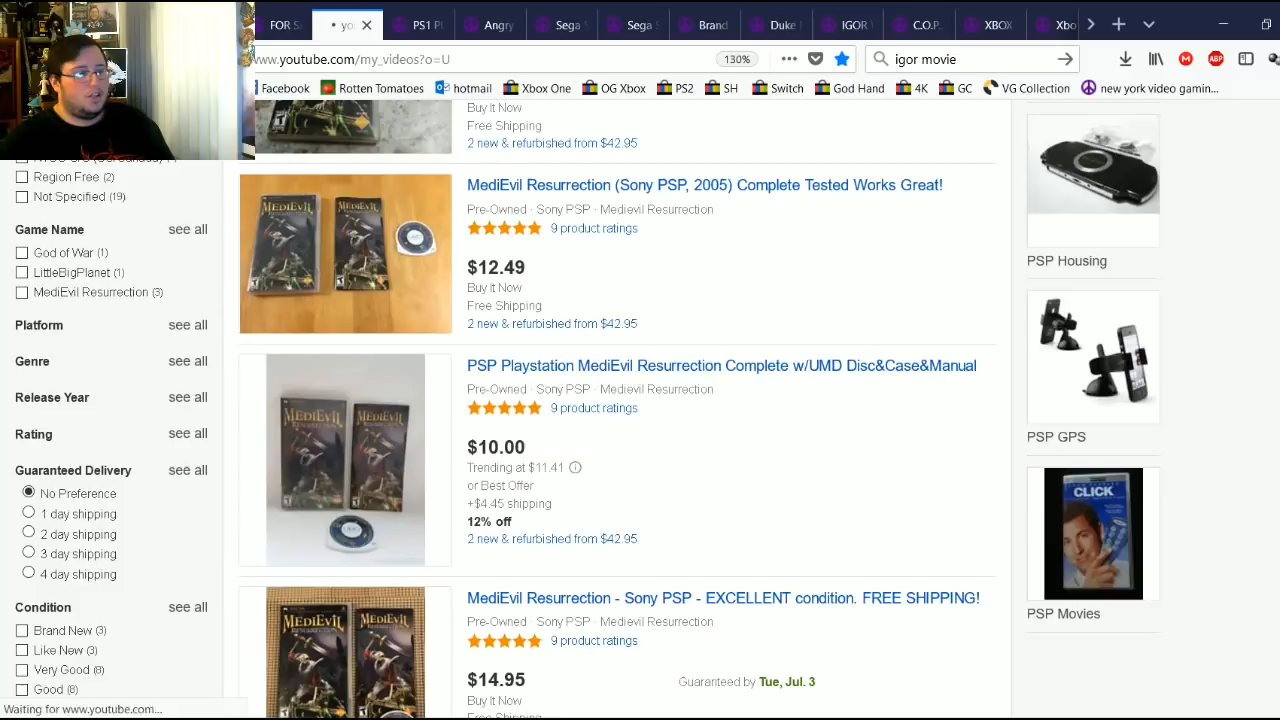 FOR S
yo
PS1 Pl
Angr
Sega
Sega
Brand
Duke
IGOR
C.O.P
XBOX
Xbo
www.youtube.com/my_videos?o=U
130%
igor movie
Facebook
Rotten Tomatoes
hotmail
Xbox One
OG Xbox
PS2
SH
Switch
God Hand
4K
GC
VG Collection
new york video gamin...
Region Free (2)
Not Specified (19)
Game Name
see all
God of War (1)
LittleBigPlanet (1)
MediEvil Resurrection (3)
Platform
see all
Genre
see all
Release Year
see all
Rating
see all
Guaranteed Delivery
see all
No Preference
1 day shipping
2 day shipping
3 day shipping
4 day shipping
Condition
see all
Brand New (3)
Like New (3)
Very Good (8)
Good (8)
Waiting for www.youtube.com...
Buy It Now
Free Shipping
2 new & refurbished from $42.95
MEDIEVIL
MEDIEVIL
MediEvil Resurrection (Sony PSP, 2005) Complete Tested Works Great!
Pre-Owned · Sony PSP · Medievil Resurrection
9 product ratings
$12.49
Buy It Now
Free Shipping
2 new & refurbished from $42.95
MEDIEVIL
MEDIEVIL
PSP Playstation MediEvil Resurrection Complete w/UMD Disc&Case&Manual
Pre-Owned · Sony PSP · Medievil Resurrection
9 product ratings
$10.00
Trending at $11.41
or Best Offer
+$4.45 shipping
12% off
2 new & refurbished from $42.95
MEDIEVIL
MEDIEVIL
MediEvil Resurrection - Sony PSP - EXCELLENT condition. FREE SHIPPING!
Pre-Owned · Sony PSP · Medievil Resurrection
9 product ratings
$14.95
Guaranteed by Tue, Jul. 3
Buy It Now
PSP Housing
PSP GPS
CLICK
PSP Movies